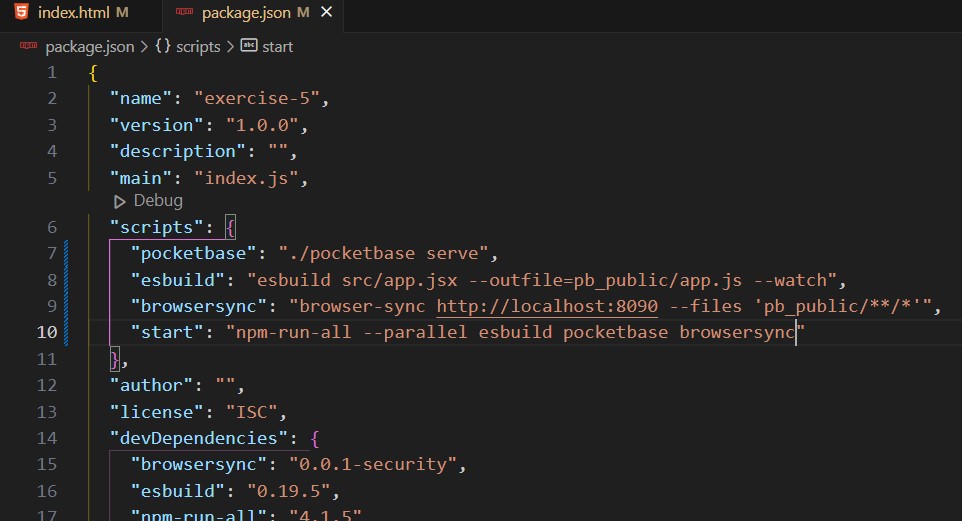 index.html M
package.json M ×
package.json > {} scripts > abc start
1 {
2 "name": "exercise-5",
3 "version": "1.0.0",
4 "description": "",
5 "main": "index.js",
Debug
6 "scripts": {
7 "pocketbase": "./pocketbase serve",
8 "esbuild": "esbuild src/app.jsx --outfile=pb_public/app.js --watch",
9 "browsersync": "browser-sync http://localhost:8090 --files 'pb_public/**/*'",
10 "start": "npm-run-all --parallel esbuild pocketbase browsersync"
11 },
12 "author": "",
13 "license": "ISC",
14 "devDependencies": {
15 "browsersync": "0.0.1-security",
16 "esbuild": "0.19.5",
17 "npm-run-all": "4.1.5"